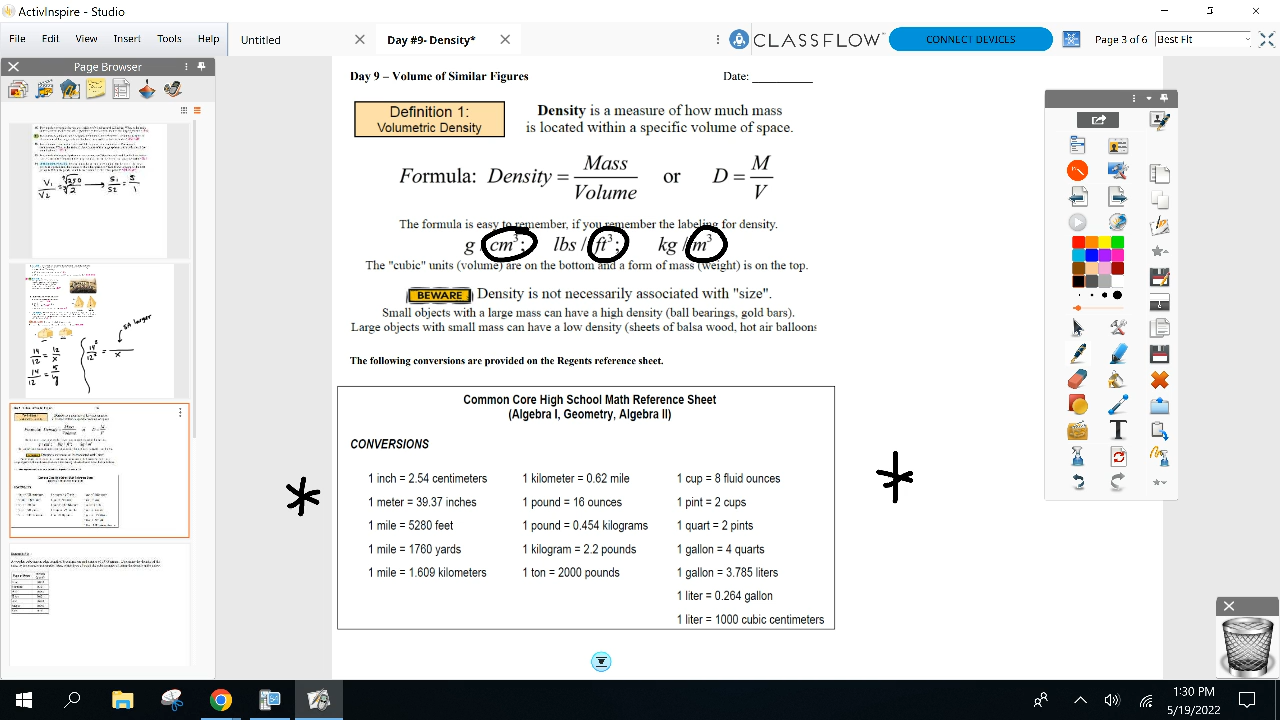 ActivInspire - Studio
File Edit View Insert Tools Help
Untitled
Day #9- Density*
CLASSFLOW
CONNECT DEVICES
Page 3 of 6
Best Fit
Page Browser
Day 9 – Volume of Similar Figures
Date: __________
Definition 1:
Volumetric Density
Density is a measure of how much mass
is located within a specific volume of space.
Formula: Density = Mass / Volume or D = M / V
The formula is easy to remember, if you remember the labeling for density.
g / cm³; lbs / ft³; kg / m³
The "cubic" units (volume) are on the bottom and a form of mass (weight) is on the top.
BEWARE Density is not necessarily associated with "size".
Small objects with a large mass can have a high density (ball bearings, gold bars).
Large objects with small mass can have a low density (sheets of balsa wood, hot air balloons
The following conversions are provided on the Regents reference sheet.
Common Core High School Math Reference Sheet
(Algebra I, Geometry, Algebra II)
CONVERSIONS
1 inch = 2.54 centimeters 1 kilometer = 0.62 mile 1 cup = 8 fluid ounces
1 meter = 39.37 inches 1 pound = 16 ounces 1 pint = 2 cups
1 mile = 5280 feet 1 pound = 0.454 kilograms 1 quart = 2 pints
1 mile = 1760 yards 1 kilogram = 2.2 pounds 1 gallon = 4 quarts
1 mile = 1.609 kilometers 1 ton = 2000 pounds 1 gallon = 3.785 liters
1 liter = 0.264 gallon
1 liter = 1000 cubic centimeters
1:30 PM
5/19/2022